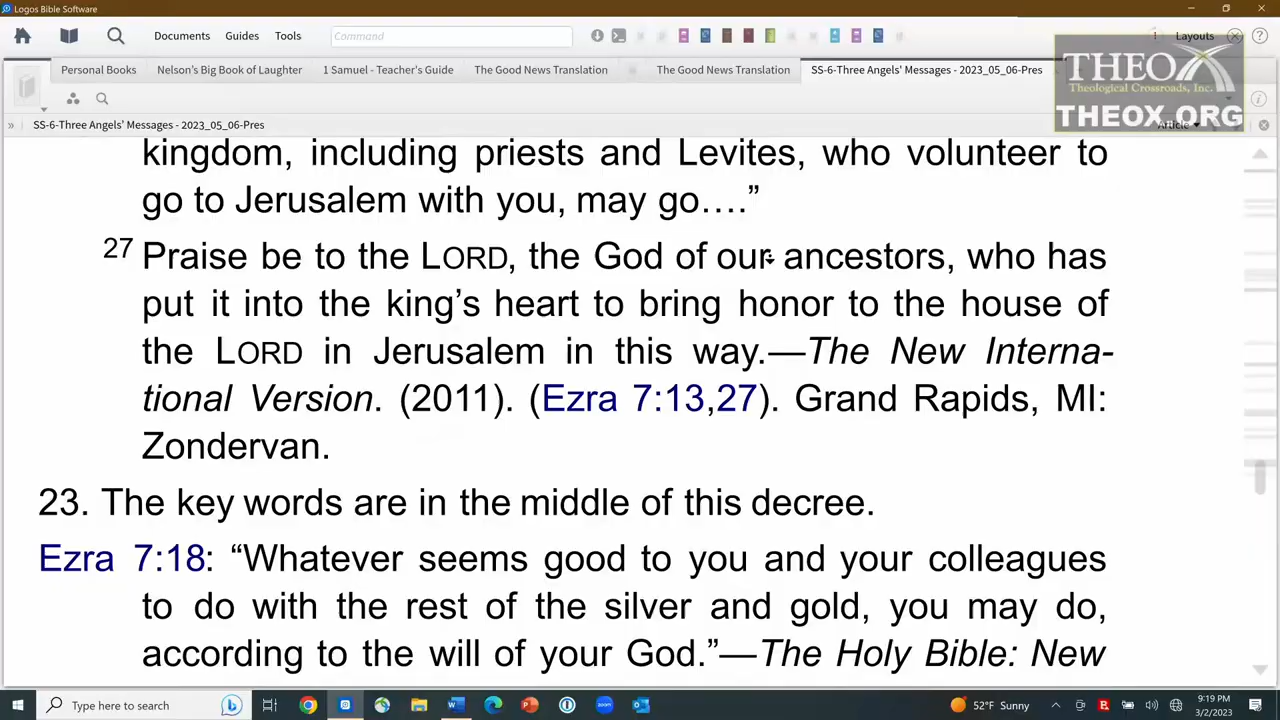 Logos Bible Software
Documents Guides Tools Command Layouts
Personal Books Nelson's Big Book of Laughter 1 Samuel - Teacher's Guide The Good News Translation The Good News Translation SS-6-Three Angels' Messages - 2023_05_06-Pres
THEOX
Theological Crossroads, Inc.
THEOX.ORG
» SS-6-Three Angels' Messages - 2023_05_06-Pres Article
kingdom, including priests and Levites, who volunteer to
go to Jerusalem with you, may go….”
27 Praise be to the LORD, the God of our ancestors, who has
put it into the king’s heart to bring honor to the house of
the LORD in Jerusalem in this way.—The New Interna-
tional Version. (2011). (Ezra 7:13,27). Grand Rapids, MI:
Zondervan.
23. The key words are in the middle of this decree.
Ezra 7:18: “Whatever seems good to you and your colleagues
to do with the rest of the silver and gold, you may do,
according to the will of your God.”—The Holy Bible: New
Type here to search 52°F Sunny 9:19 PM
3/2/2023